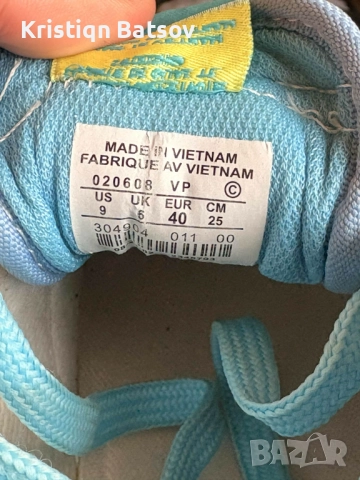 Kristiqn Batsov
MADE IN VIETNAM
FABRIQUE AV VIETNAM
020608 VP ©
US UK EUR CM
9 6 40 25
304904 011 00
BAZAR